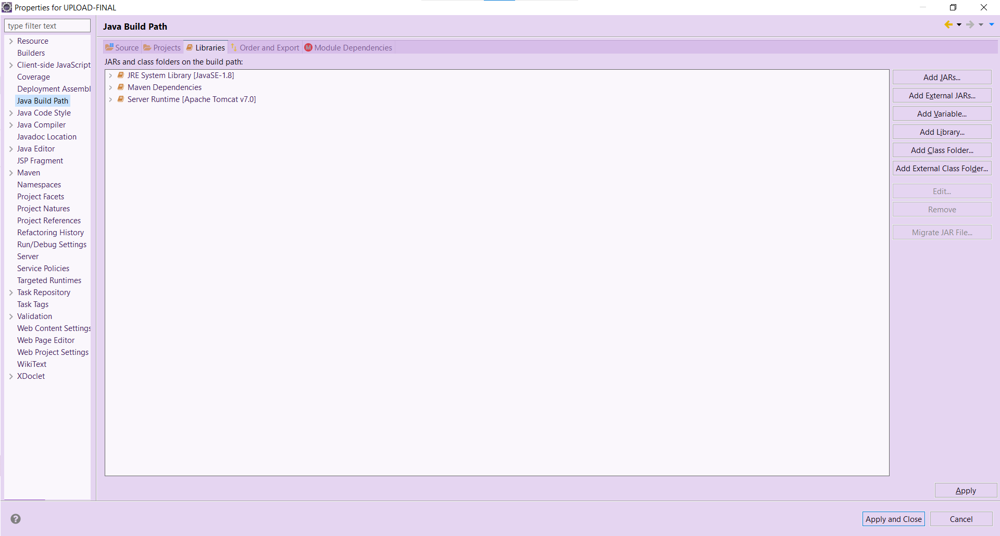 Properties for UPLOAD-FINAL
type filter text
Resource
Builders
Client-side JavaScript
Coverage
Deployment Assembl
Java Build Path
Java Code Style
Java Compiler
Javadoc Location
Java Editor
JSP Fragment
Maven
Namespaces
Project Facets
Project Natures
Project References
Refactoring History
Run/Debug Settings
Server
Service Policies
Targeted Runtimes
Task Repository
Task Tags
Validation
Web Content Settings
Web Page Editor
Web Project Settings
WikiText
XDoclet
Java Build Path
Source Projects Libraries Order and Export Module Dependencies
JARs and class folders on the build path:
JRE System Library [JavaSE-1.8]
Maven Dependencies
Server Runtime [Apache Tomcat v7.0]
Add JARs...
Add External JARs...
Add Variable...
Add Library...
Add Class Folder...
Add External Class Folder...
Edit...
Remove
Migrate JAR File...
Apply
Apply and Close Cancel